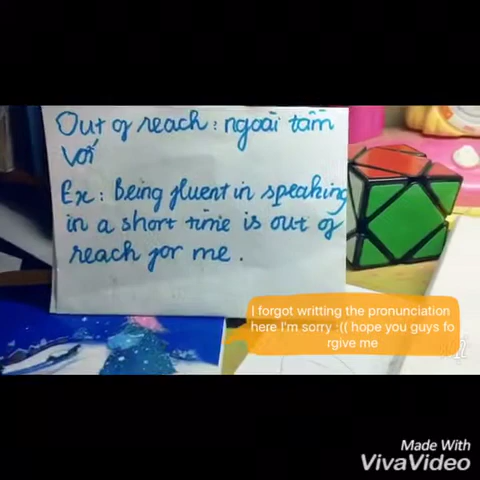 Out of reach : ngoài tầm
với
Ex : Being fluent in speaking
in a short time is out of
reach for me .
I forgot writting the pronunciation
here I'm sorry :(( hope you guys fo
rgive me
Made With
VivaVideo